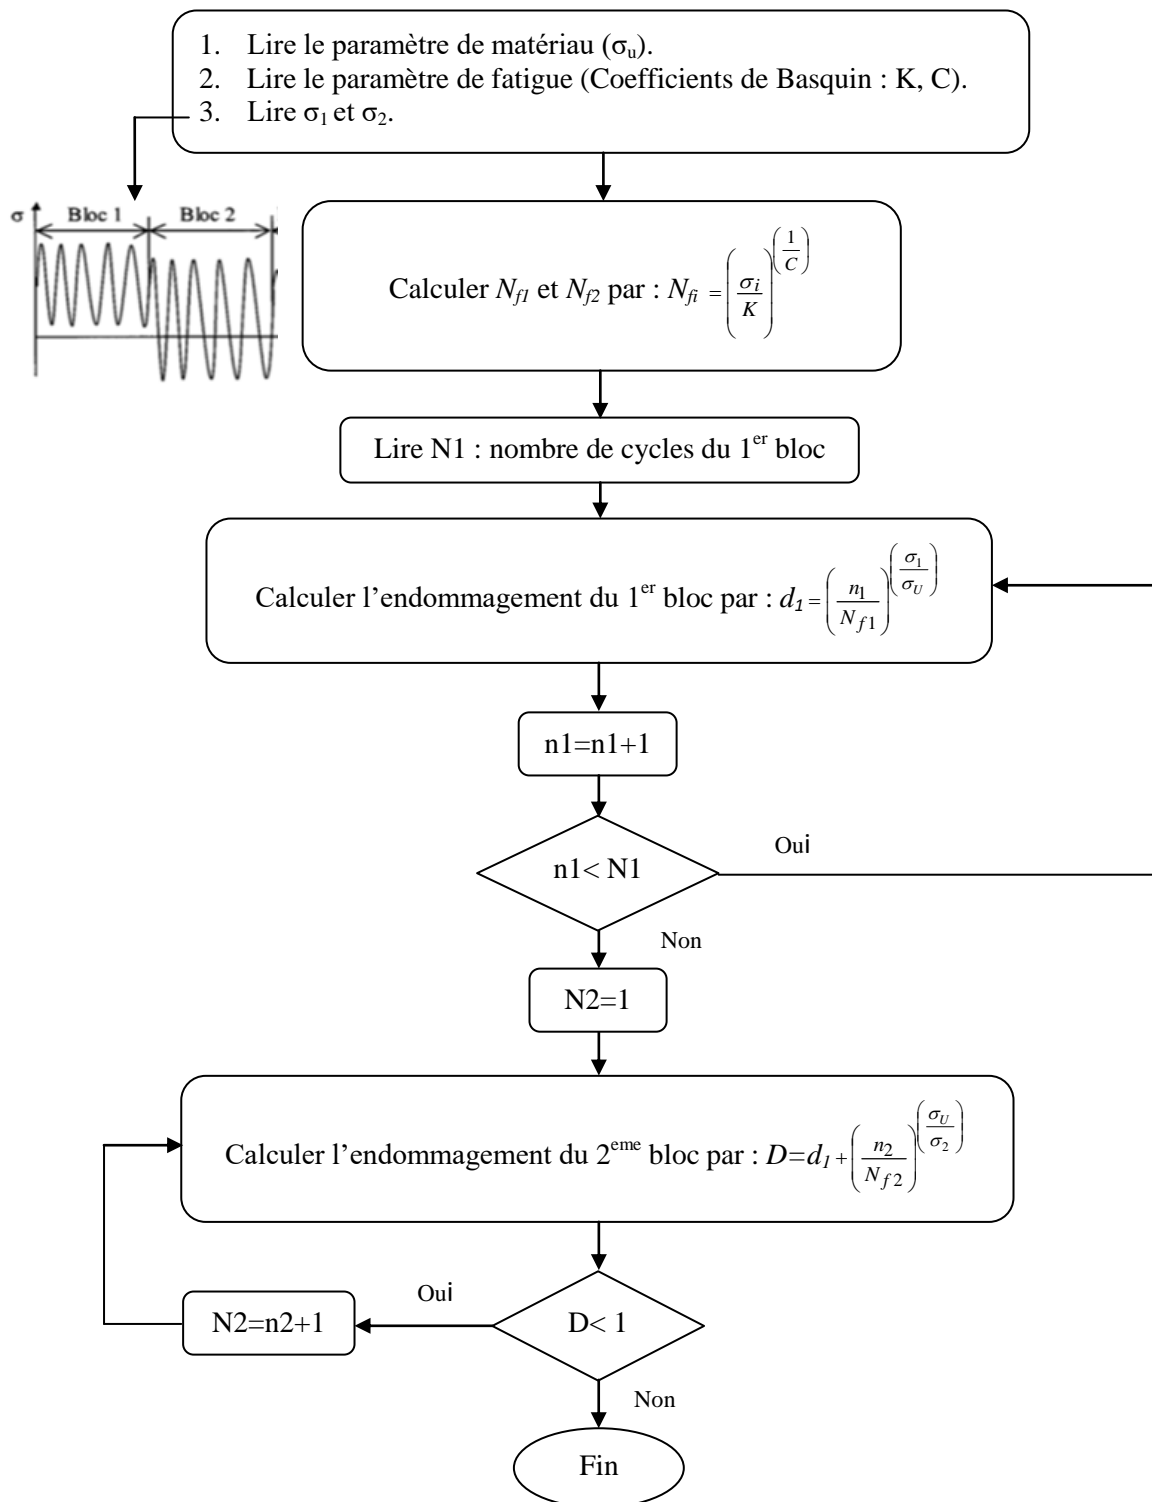 1. Lire le paramètre de matériau (σu).
2. Lire le paramètre de fatigue (Coefficients de Basquin : K, C).
3. Lire σ1 et σ2.
σ
Bloc 1
Bloc 2
Calculer Nf1 et Nf2 par : Nfi = (σi/K)^(1/C)
Lire N1 : nombre de cycles du 1er bloc
Calculer l’endommagement du 1er bloc par : d1 = (n1/Nf1)^(σ1/σU)
n1=n1+1
n1< N1
Oui
Non
N2=1
Calculer l’endommagement du 2eme bloc par : D=d1 + (n2/Nf2)^(σU/σ2)
D< 1
Oui
N2=n2+1
Non
Fin